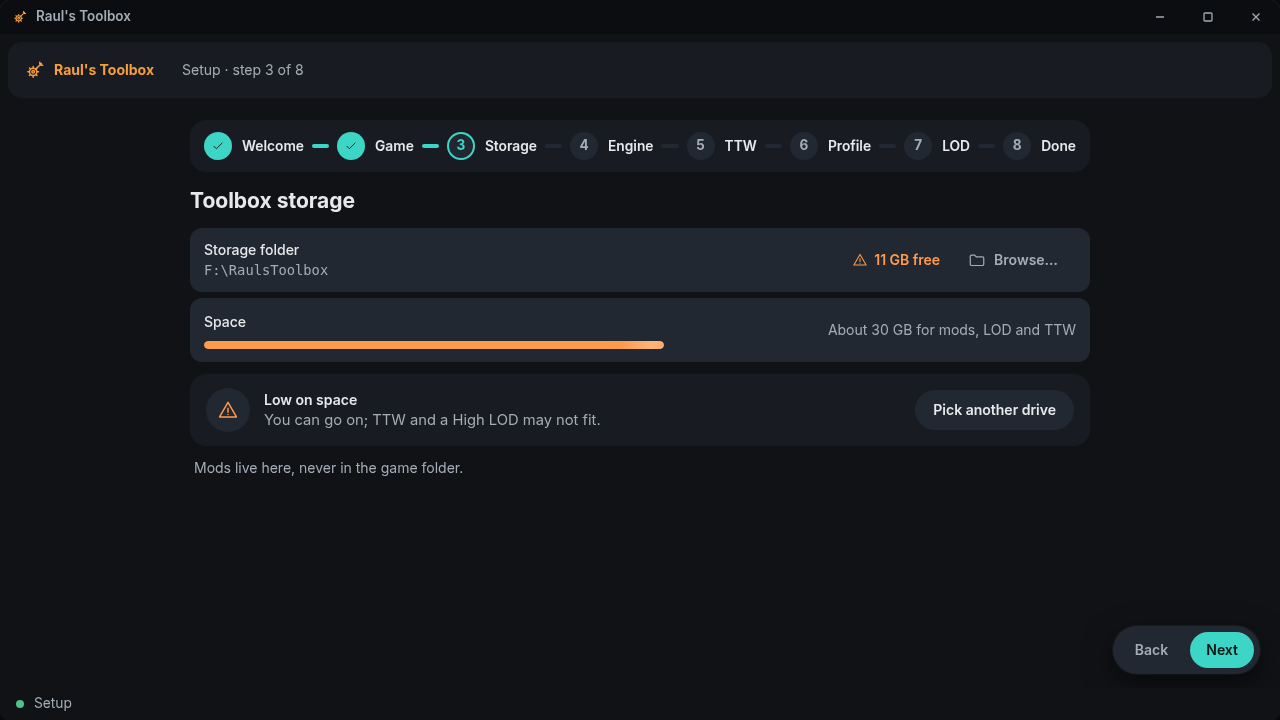 Raul's Toolbox
Raul's Toolbox
Setup · step 3 of 8
Welcome
Game
3
Storage
4
Engine
5
TTW
6
Profile
7
LOD
8
Done
Toolbox storage
Storage folder
F:\RaulsToolbox
11 GB free
Browse...
Space
About 30 GB for mods, LOD and TTW
Low on space
You can go on; TTW and a High LOD may not fit.
Pick another drive
Mods live here, never in the game folder.
Back
Next
Setup